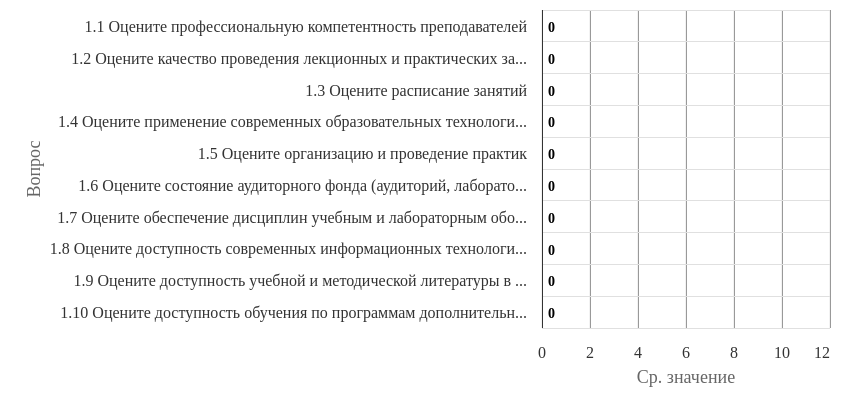 1.1 Оцените профессиональную компетентность преподавателей 0
1.2 Оцените качество проведения лекционных и практических за... 0
1.3 Оцените расписание занятий 0
1.4 Оцените применение современных образовательных технологи... 0
1.5 Оцените организацию и проведение практик 0
1.6 Оцените состояние аудиторного фонда (аудиторий, лаборато... 0
1.7 Оцените обеспечение дисциплин учебным и лабораторным обо... 0
1.8 Оцените доступность современных информационных технологи... 0
1.9 Оцените доступность учебной и методической литературы в ... 0
1.10 Оцените доступность обучения по программам дополнительн... 0
Вопрос
0 2 4 6 8 10 12
Ср. значение